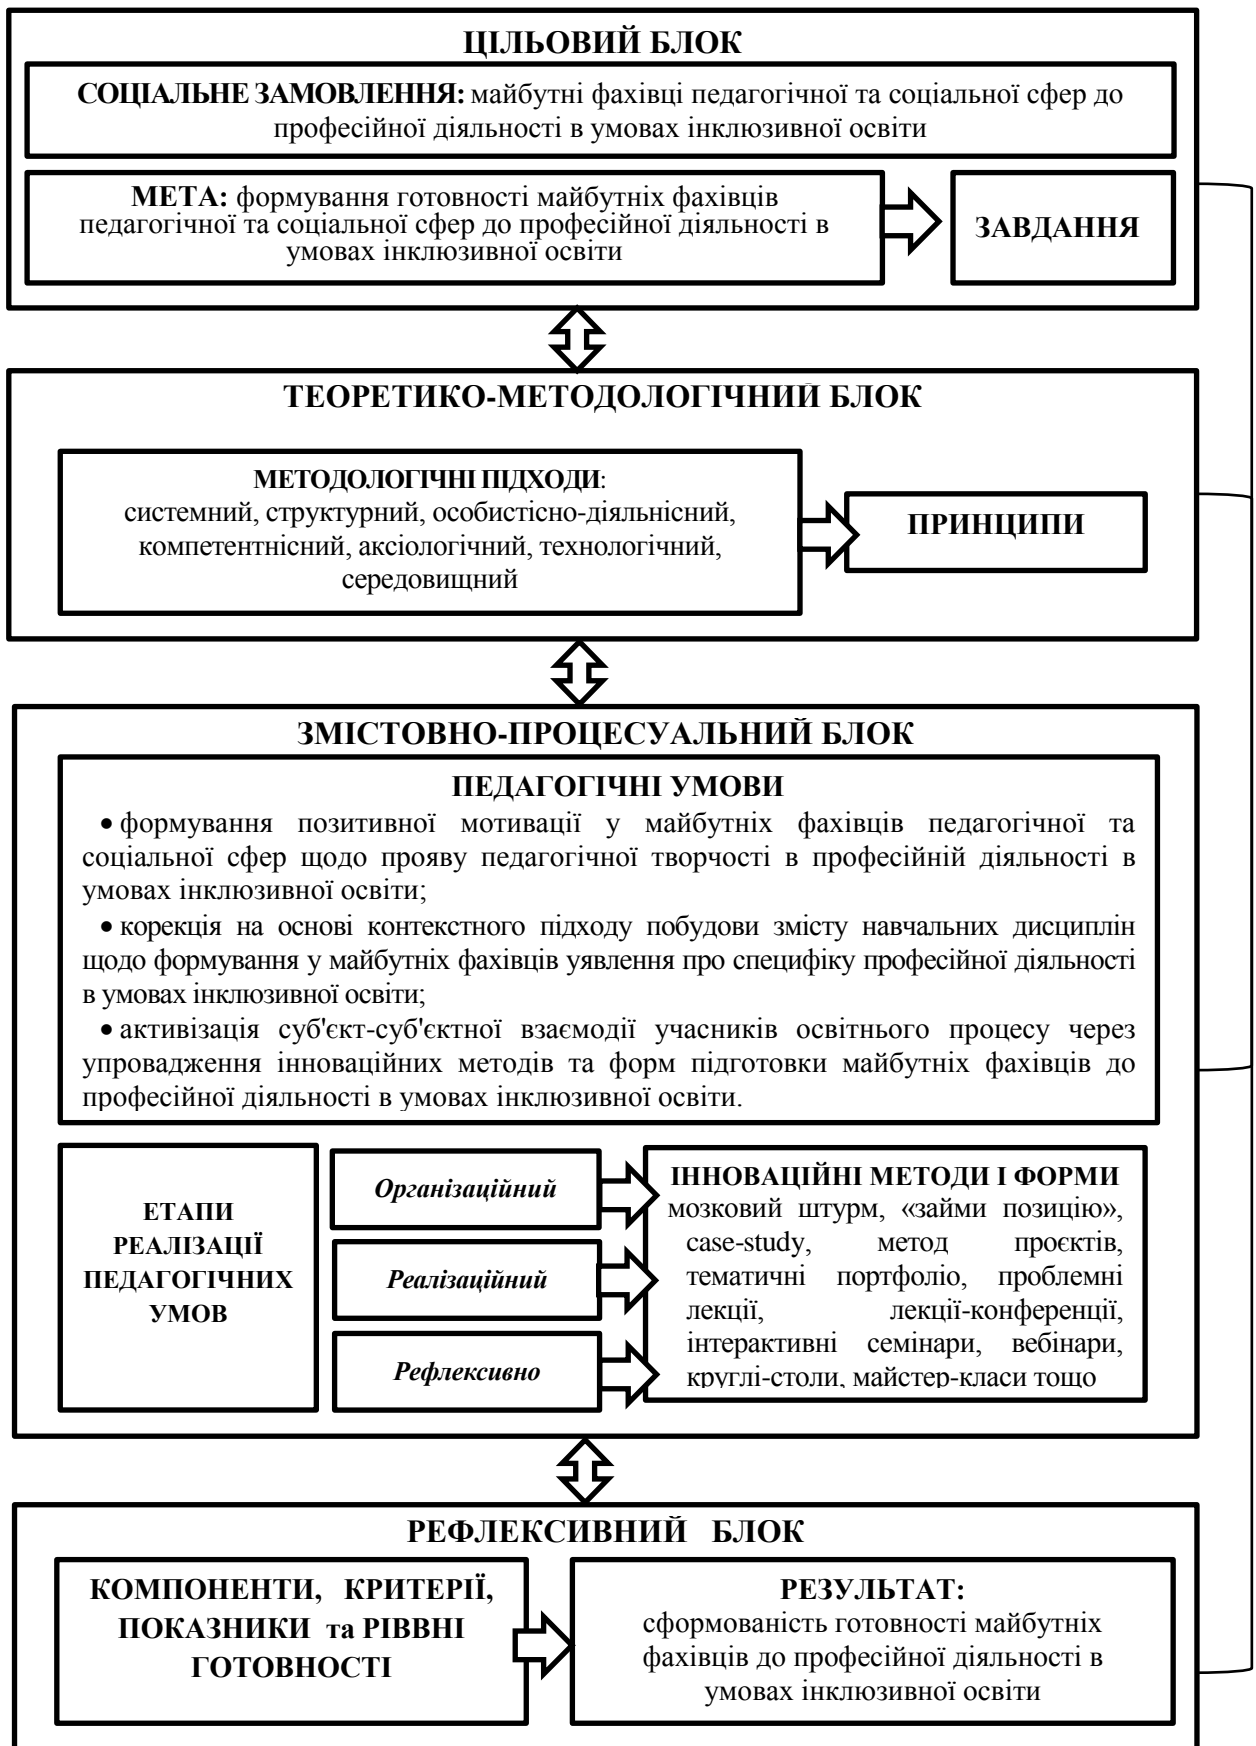 ЦІЛЬОВИЙ БЛОК
СОЦІАЛЬНЕ ЗАМОВЛЕННЯ: майбутні фахівці педагогічної та соціальної сфер до
професійної діяльності в умовах інклюзивної освіти
МЕТА: формування готовності майбутніх фахівців
педагогічної та соціальної сфер до професійної діяльності в
умовах інклюзивної освіти
ЗАВДАННЯ
ТЕОРЕТИКО-МЕТОДОЛОГІЧНИЙ БЛОК
МЕТОДОЛОГІЧНІ ПІДХОДИ:
системний, структурний, особистісно-діяльнісний,
компетентнісний, аксіологічний, технологічний,
середовищний
ПРИНЦИПИ
ЗМІСТОВНО-ПРОЦЕСУАЛЬНИЙ БЛОК
ПЕДАГОГІЧНІ УМОВИ
• формування позитивної мотивації у майбутніх фахівців педагогічної та
соціальної сфер щодо прояву педагогічної творчості в професійній діяльності в
умовах інклюзивної освіти;
• корекція на основі контекстного підходу побудови змісту навчальних дисциплін
щодо формування у майбутніх фахівців уявлення про специфіку професійної діяльності
в умовах інклюзивної освіти;
• активізація суб'єкт-суб'єктної взаємодії учасників освітнього процесу через
упровадження інноваційних методів та форм підготовки майбутніх фахівців до
професійної діяльності в умовах інклюзивної освіти.
ЕТАПИ
РЕАЛІЗАЦІЇ
ПЕДАГОГІЧНИХ
УМОВ
Організаційний
Реалізаційний
Рефлексивно
ІННОВАЦІЙНІ МЕТОДИ І ФОРМИ
мозковий штурм, «займи позицію»,
case-study, метод проєктів,
тематичні портфоліо, проблемні
лекції, лекції-конференції,
інтерактивні семінари, вебінари,
круглі-столи, майстер-класи тощо
РЕФЛЕКСИВНИЙ БЛОК
КОМПОНЕНТИ, КРИТЕРІЇ,
ПОКАЗНИКИ та РІВВНІ
ГОТОВНОСТІ
РЕЗУЛЬТАТ:
сформованість готовності майбутніх
фахівців до професійної діяльності в
умовах інклюзивної освіти